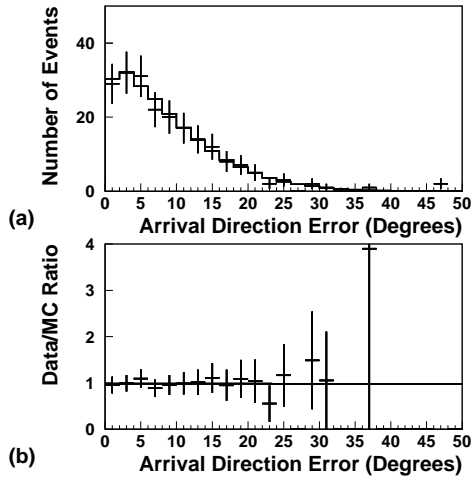 Number of Events
40
20
0
0 5 10 15 20 25 30 35 40 45 50
(a)
Arrival Direction Error (Degrees)
Data/MC Ratio
4
3
2
1
0
0 5 10 15 20 25 30 35 40 45 50
(b)
Arrival Direction Error (Degrees)